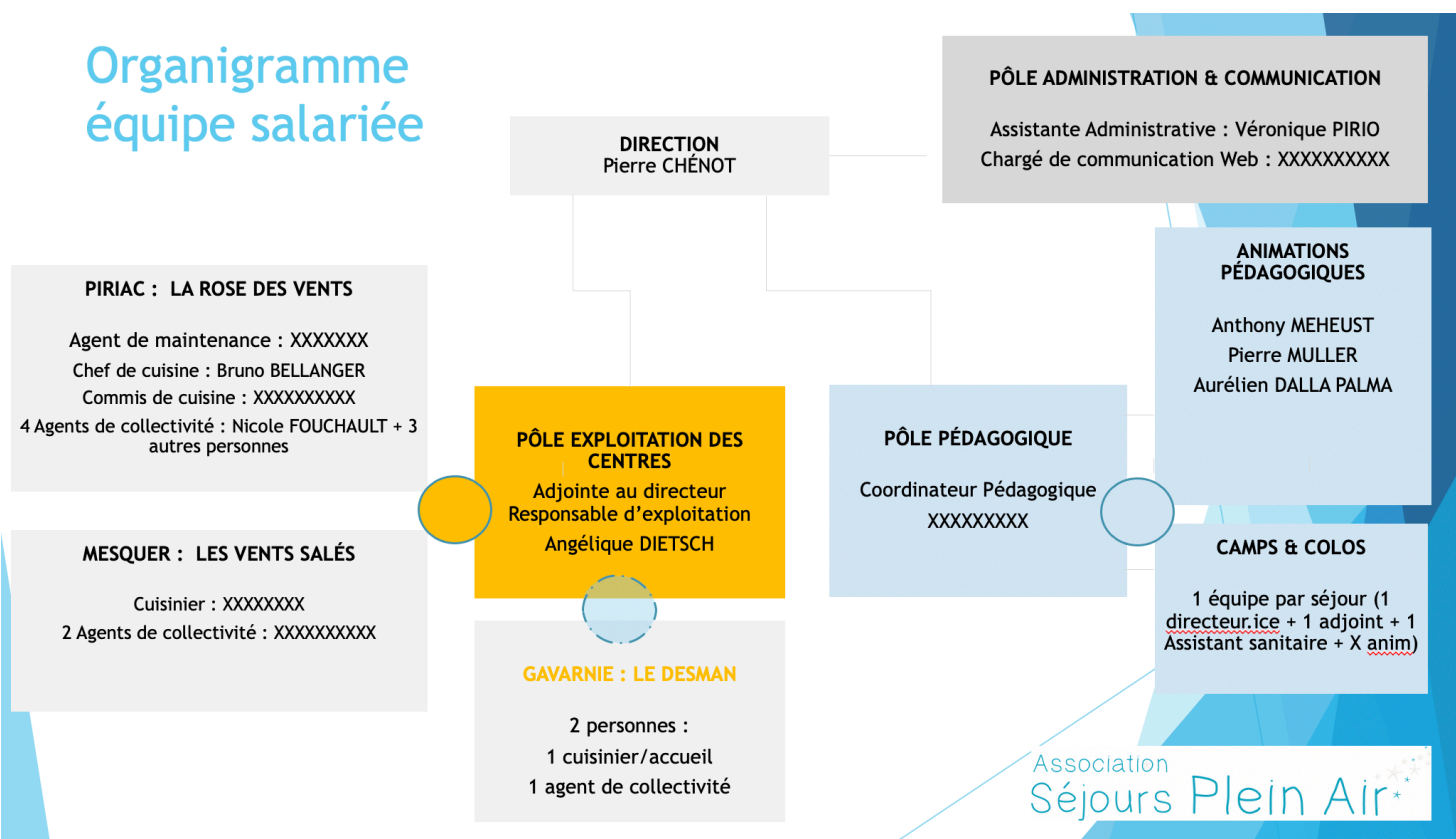 Organigramme
équipe salariée
DIRECTION
Pierre CHÉNOT
PÔLE ADMINISTRATION & COMMUNICATION
Assistante Administrative : Véronique PIRIO
Chargé de communication Web : XXXXXXXXXX
PIRIAC : LA ROSE DES VENTS
Agent de maintenance : XXXXXXX
Chef de cuisine : Bruno BELLANGER
Commis de cuisine : XXXXXXXXXX
4 Agents de collectivité : Nicole FOUCHAULT + 3
autres personnes
MESQUER : LES VENTS SALÉS
Cuisinier : XXXXXXXX
2 Agents de collectivité : XXXXXXXXXX
PÔLE EXPLOITATION DES
CENTRES
Adjointe au directeur
Responsable d’exploitation
Angélique DIETSCH
GAVARNIE : LE DESMAN
2 personnes :
1 cuisinier/accueil
1 agent de collectivité
PÔLE PÉDAGOGIQUE
Coordinateur Pédagogique
XXXXXXXXX
ANIMATIONS
PÉDAGOGIQUES
Anthony MEHEUST
Pierre MULLER
Aurélien DALLA PALMA
CAMPS & COLOS
1 équipe par séjour (1
directeur.ice + 1 adjoint + 1
Assistant sanitaire + X anim)
Association
Séjours Plein Air